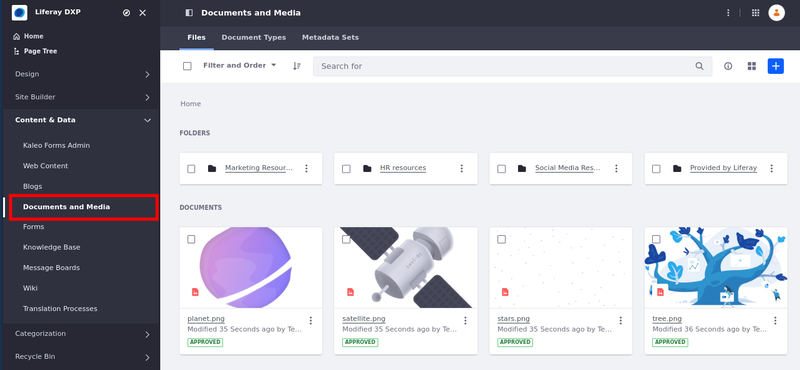 Liferay DXP
Home
Page Tree
Design
Site Builder
Content & Data
Kaleo Forms Admin
Web Content
Blogs
Documents and Media
Forms
Knowledge Base
Message Boards
Wiki
Translation Processes
Categorization
Recycle Bin
Documents and Media
Files Document Types Metadata Sets
Filter and Order Search for
Home
FOLDERS
Marketing Resour... HR resources Social Media Res... Provided by Liferay
DOCUMENTS
planet.png satellite.png stars.png tree.png
Modified 35 Seconds ago by Te... Modified 35 Seconds ago by Te... Modified 35 Seconds ago by Te... Modified 36 Seconds ago by Te...
APPROVED APPROVED APPROVED APPROVED